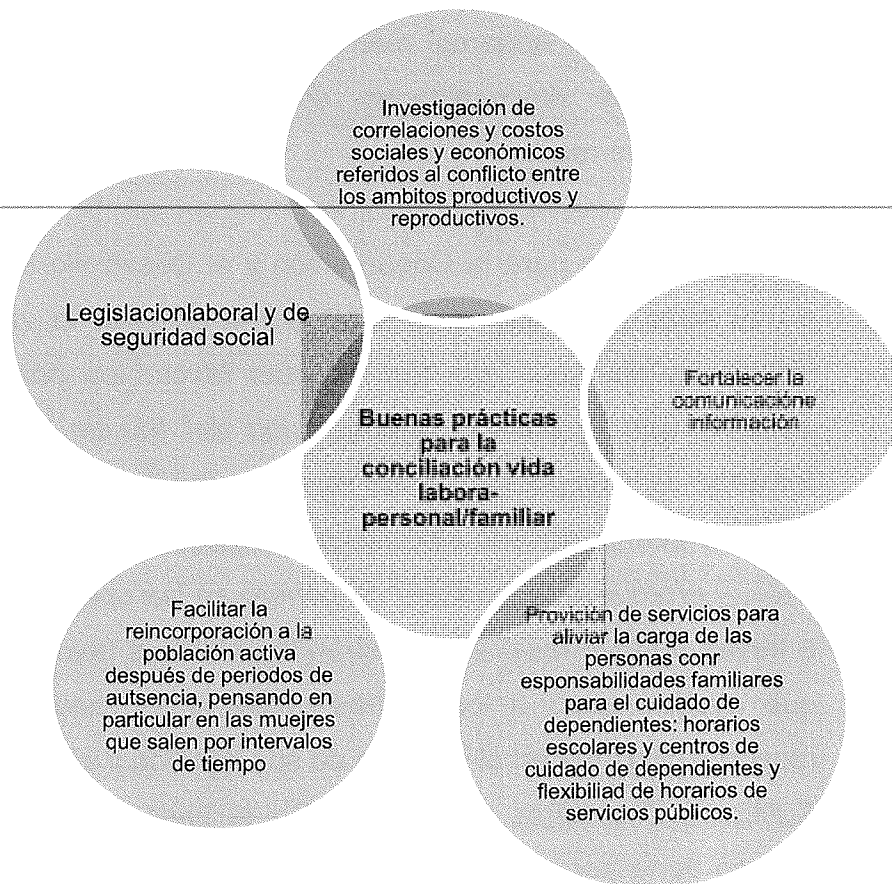 Investigación de
correlaciones y costos
sociales y económicos
referidos al conflicto entre
los ambitos productivos y
reproductivos.
Legislacionlaboral y de
seguridad social
Fortalecer la
comunicacióne
información
Buenas prácticas
para la
conciliación vida
labora-
personal/familiar
Facilitar la
reincorporación a la
población activa
después de periodos de
autsencia, pensando en
particular en las muejres
que salen por intervalos
de tiempo
Provición de servicios para
aliviar la carga de las
personas conr
esponsabilidades familiares
para el cuidado de
dependientes: horarios
escolares y centros de
cuidado de dependientes y
flexibiliad de horarios de
servicios públicos.